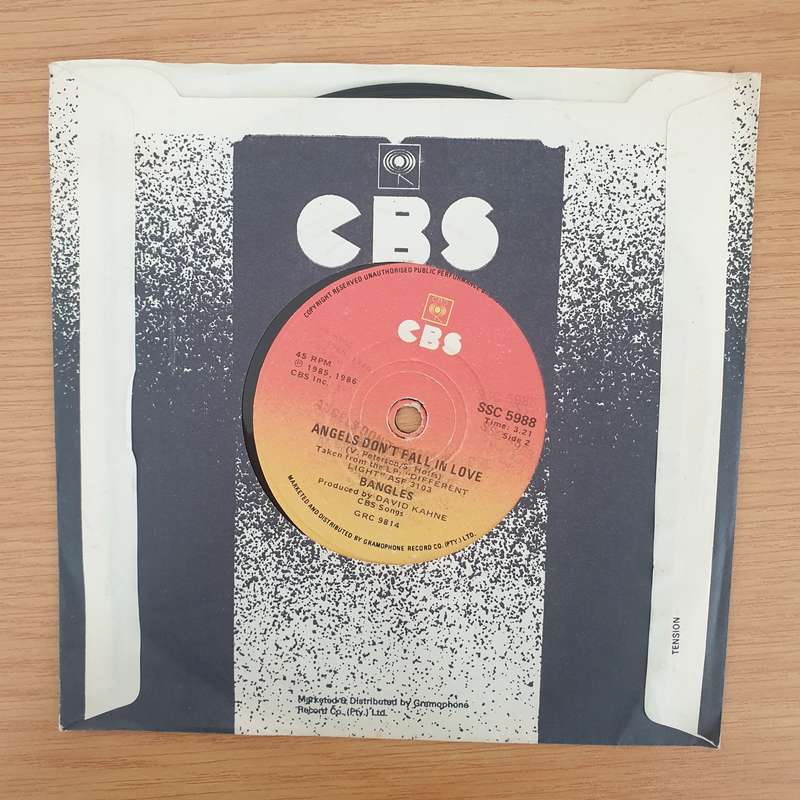 CBS
COPYRIGHT RESERVED UNAUTHORISED PUBLIC PERFORMANCE
CBS
45 RPM
℗ 1985, 1986
CBS Inc.
SSC 5988
Time: 3.21
Side 2
ANGELS DON'T FALL IN LOVE
(V. Peterson/S. Hoffs)
Taken from the LP: "DIFFERENT
LIGHT" ASF 3103
BANGLES
Produced by DAVID KAHNE
CBS Songs
GRC 9814
MARKETED AND DISTRIBUTED BY GRAMOPHONE RECORD CO. (PTY.) LTD.
TENSION
Marketed & Distributed by Gramophone
Record Co. (Pty.) Ltd.